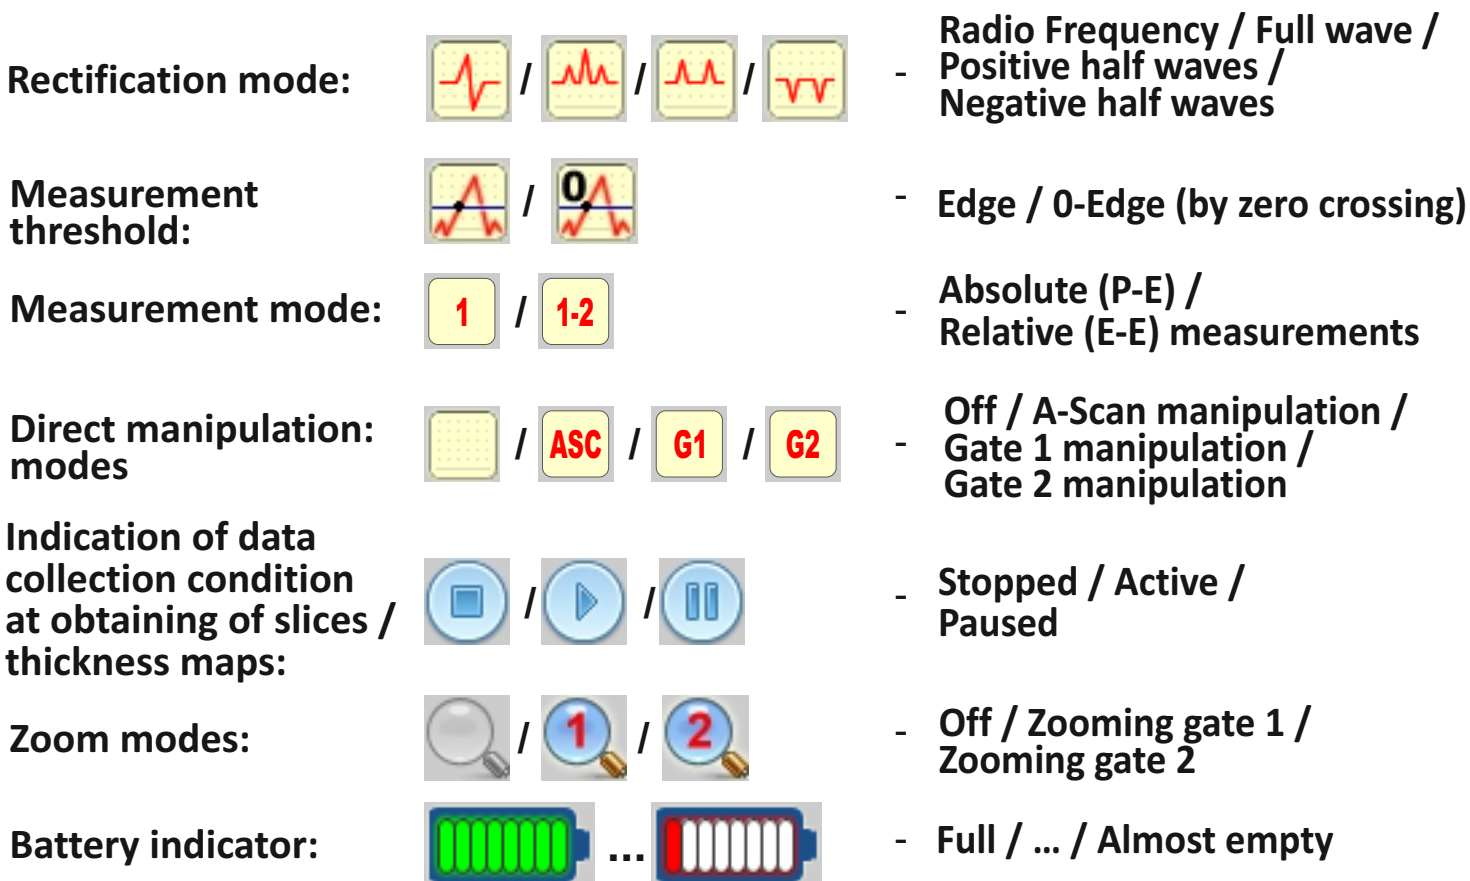 Rectification mode:
/ / /
- Radio Frequency / Full wave /
Positive half waves /
Negative half waves
Measurement
threshold:
/ 0
- Edge / 0-Edge (by zero crossing)
Measurement mode:
1 / 1-2
- Absolute (P-E) /
Relative (E-E) measurements
Direct manipulation:
modes
/ ASC / G1 / G2
- Off / A-Scan manipulation /
Gate 1 manipulation /
Gate 2 manipulation
Indication of data
collection condition
at obtaining of slices /
thickness maps:
/ /
- Stopped / Active /
Paused
Zoom modes:
/ 1 / 2
- Off / Zooming gate 1 /
Zooming gate 2
Battery indicator:
...
- Full / ... / Almost empty